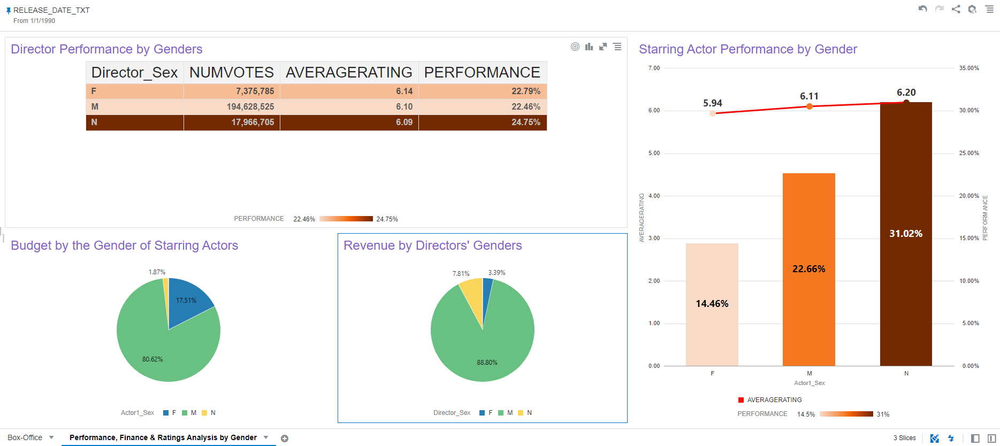 RELEASE_DATE_TXT
From 1/1/1990
Director Performance by Genders
Director_Sex NUMVOTES AVERAGERATING PERFORMANCE
F 7,375,785 6.14 22.79%
M 194,628,525 6.10 22.46%
N 17,966,705 6.09 24.75%
PERFORMANCE 22.46% 24.75%
Budget by the Gender of Starring Actors
1.87%
17.51%
80.62%
Actor1_Sex F M N
Revenue by Directors' Genders
7.81% 3.39%
88.80%
Director_Sex F M N
Starring Actor Performance by Gender
7.00 35.00%
5.94 6.11 6.20
6.00 30.00%
5.00 25.00%
4.00 20.00%
AVERAGERATING
PERFORMANCE
3.00 15.00%
31.02%
22.66%
2.00 10.00%
14.46%
1.00 5.00%
0.00 0.00%
F M N
Actor1_Sex
AVERAGERATING
PERFORMANCE 14.5% 31%
Box-Office Performance, Finance & Ratings Analysis by Gender 3 Slices